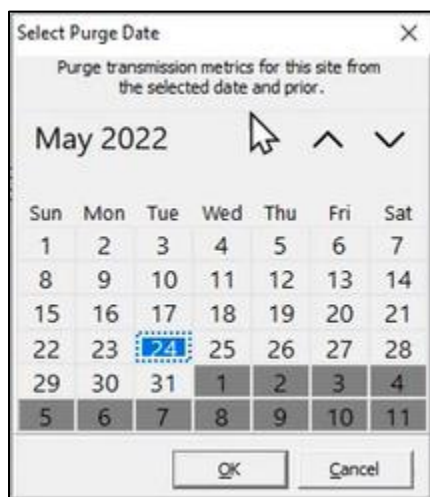 Select Purge Date
Purge transmission metrics for this site from
the selected date and prior.
May 2022
Sun Mon Tue Wed Thu Fri Sat
1 2 3 4 5 6 7
8 9 10 11 12 13 14
15 16 17 18 19 20 21
22 23 24 25 26 27 28
29 30 31 1 2 3 4
5 6 7 8 9 10 11
OK Cancel